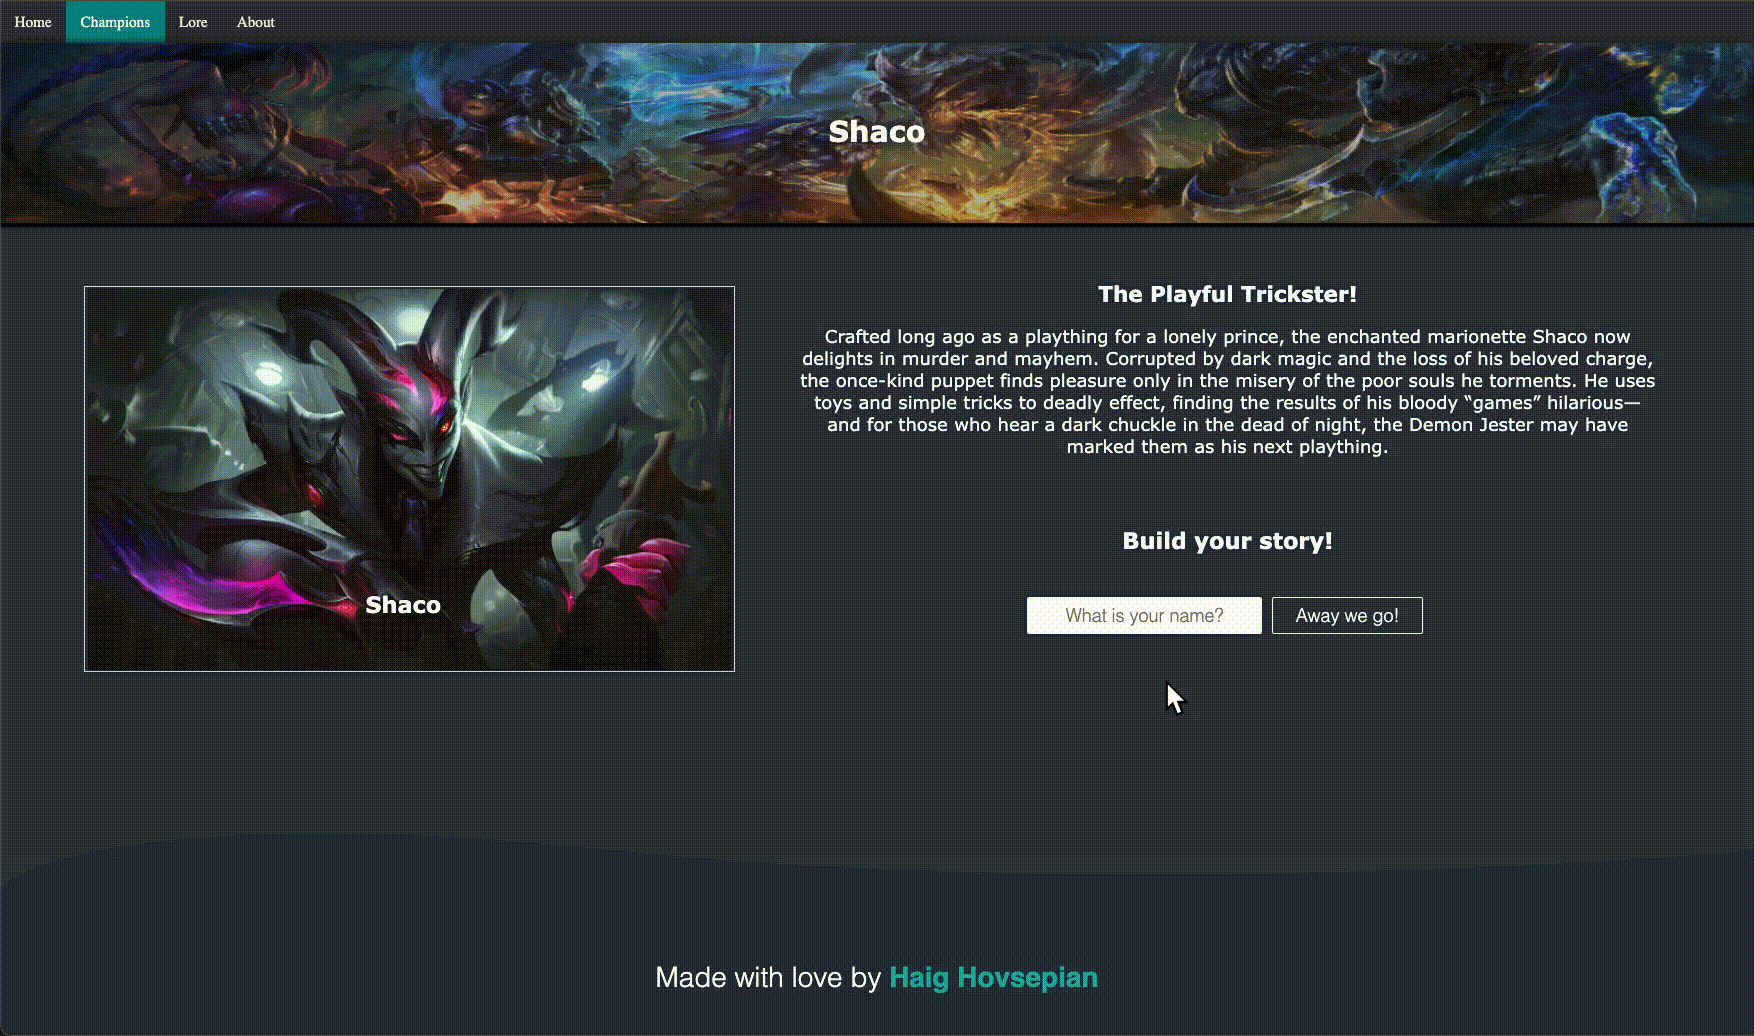 Home Champions Lore About
Shaco
The Playful Trickster!
Crafted long ago as a plaything for a lonely prince, the enchanted marionette Shaco now
delights in murder and mayhem. Corrupted by dark magic and the loss of his beloved charge,
the once-kind puppet finds pleasure only in the misery of the poor souls he torments. He uses
toys and simple tricks to deadly effect, finding the results of his bloody “games” hilarious—
and for those who hear a dark chuckle in the dead of night, the Demon Jester may have
marked them as his next plaything.
Build your story!
Shaco
What is your name? Away we go!
Made with love by Haig Hovsepian